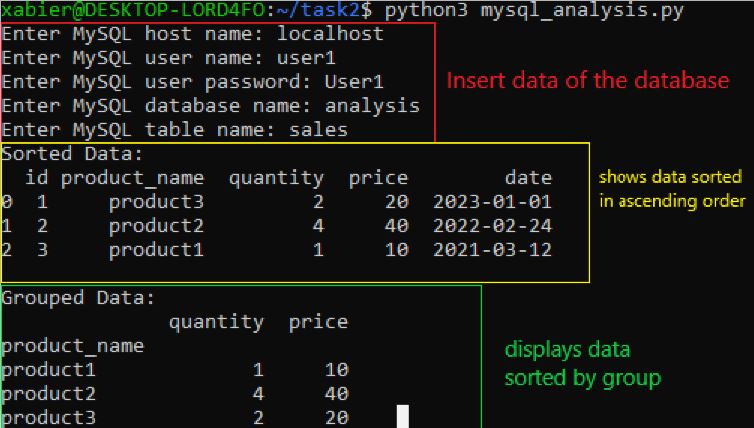 xabier@DESKTOP-LORD4FO:~/task2$ python3 mysql_analysis.py
Enter MySQL host name: localhost
Enter MySQL user name: user1
Enter MySQL user password: User1
Enter MySQL database name: analysis
Enter MySQL table name: sales
Insert data of the database
Sorted Data:
  id product_name  quantity  price        date
0  1     product3         2     20  2023-01-01
1  2     product2         4     40  2022-02-24
2  3     product1         1     10  2021-03-12
shows data sorted
in ascending order
Grouped Data:
              quantity  price
product_name
product1             1     10
product2             4     40
product3             2     20
displays data
sorted by group